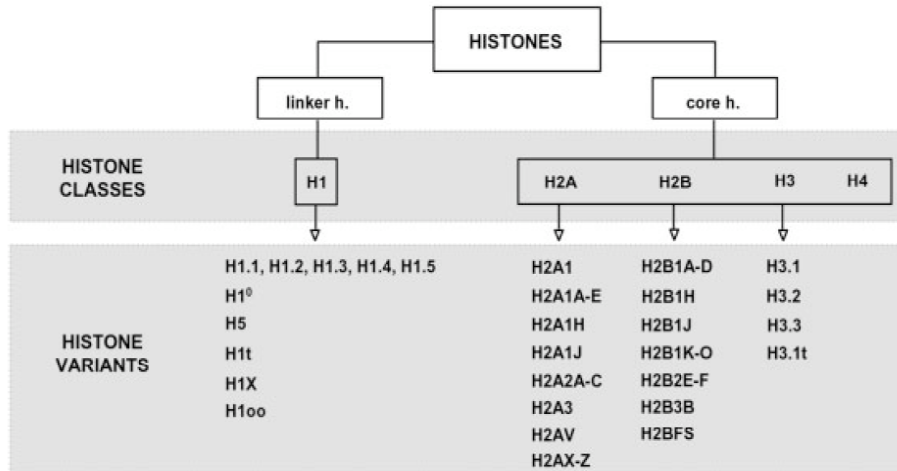 HISTONES
linker h.
core h.
HISTONE
CLASSES
H1
H2A H2B H3 H4
HISTONE
VARIANTS
H1.1, H1.2, H1.3, H1.4, H1.5
H1⁰
H5
H1t
H1X
H1oo
H2A1
H2A1A-E
H2A1H
H2A1J
H2A2A-C
H2A3
H2AV
H2AX-Z
H2B1A-D
H2B1H
H2B1J
H2B1K-O
H2B2E-F
H2B3B
H2BFS
H3.1
H3.2
H3.3
H3.1t